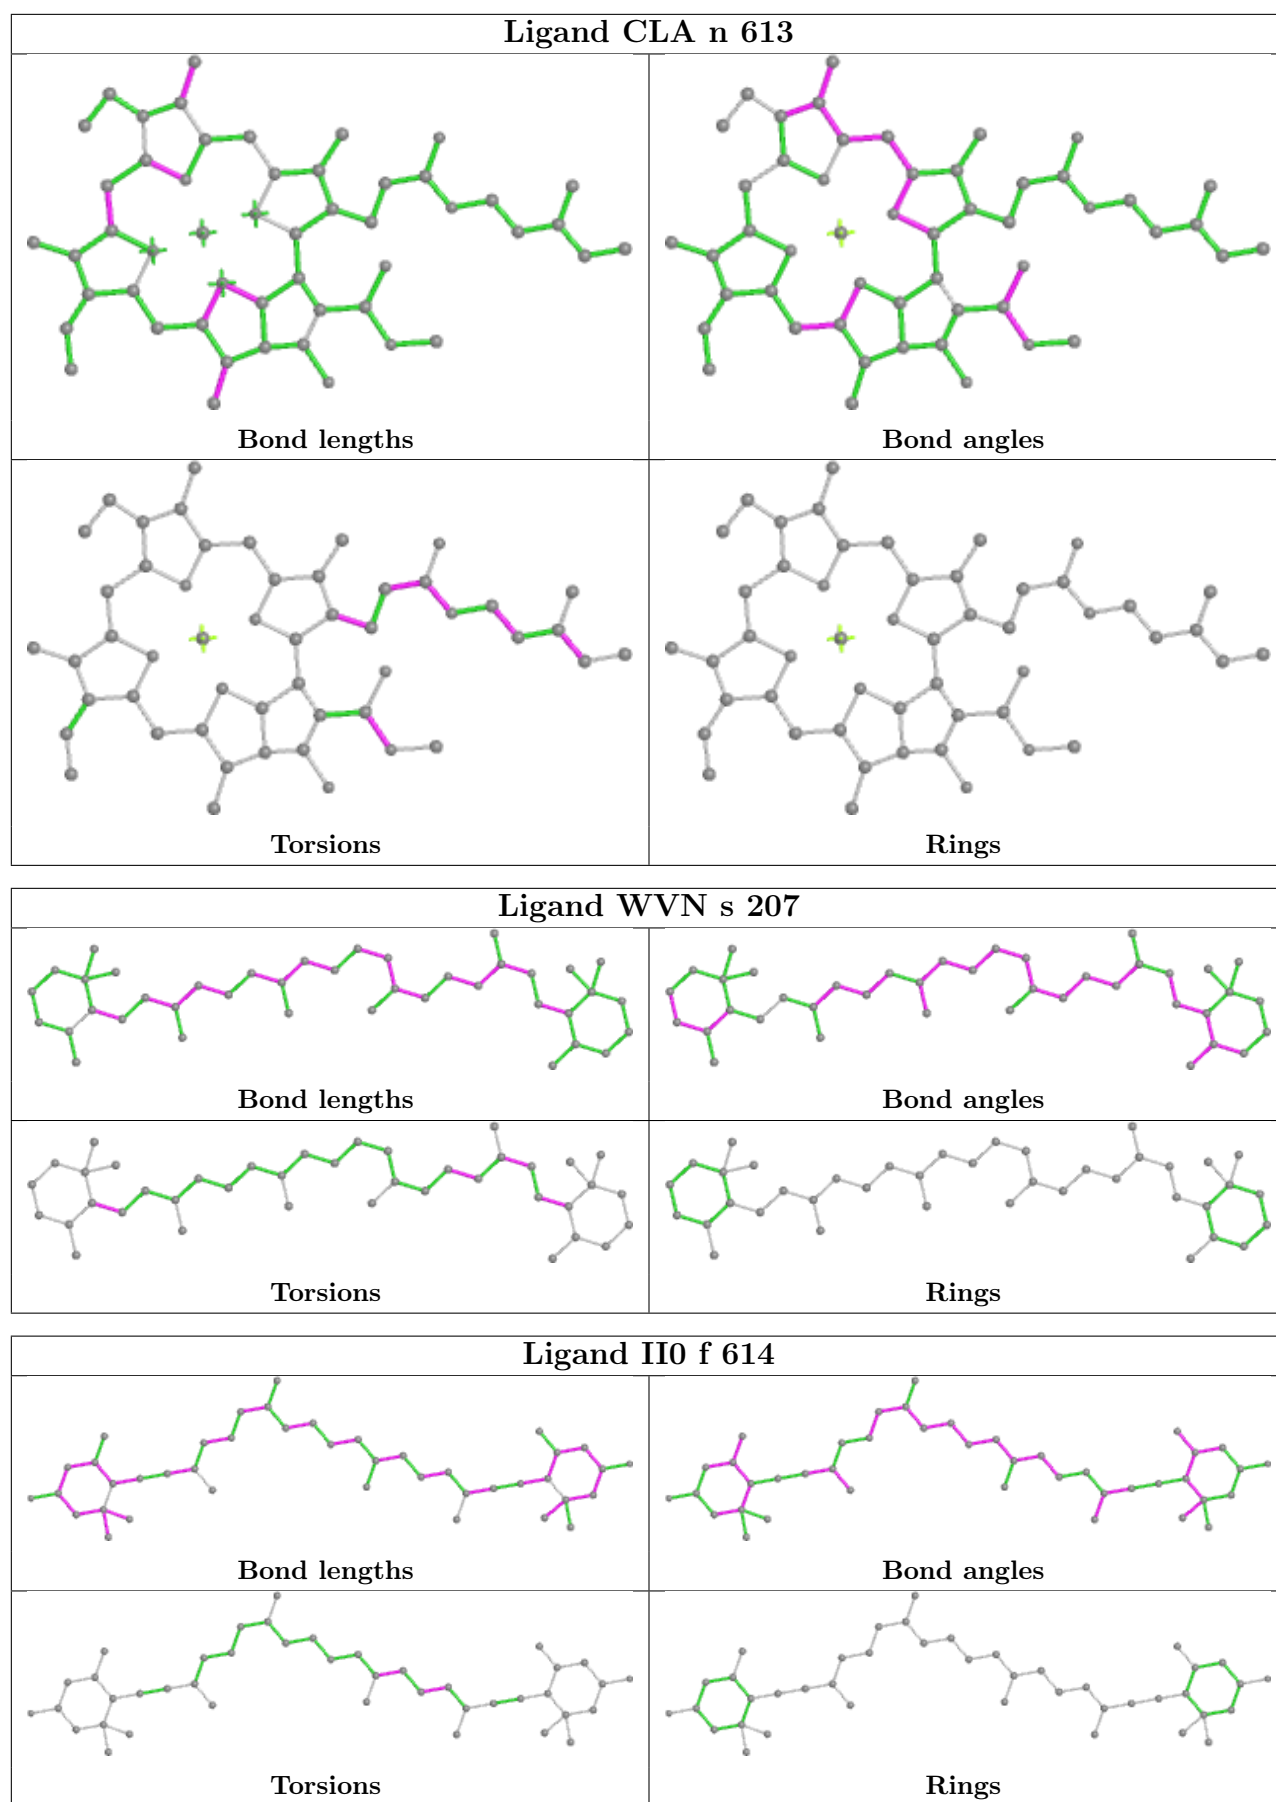 Ligand CLA n 613
Bond lengths
Bond angles
Torsions
Rings
Ligand WVN s 207
Bond lengths
Bond angles
Torsions
Rings
Ligand II0 f 614
Bond lengths
Bond angles
Torsions
Rings